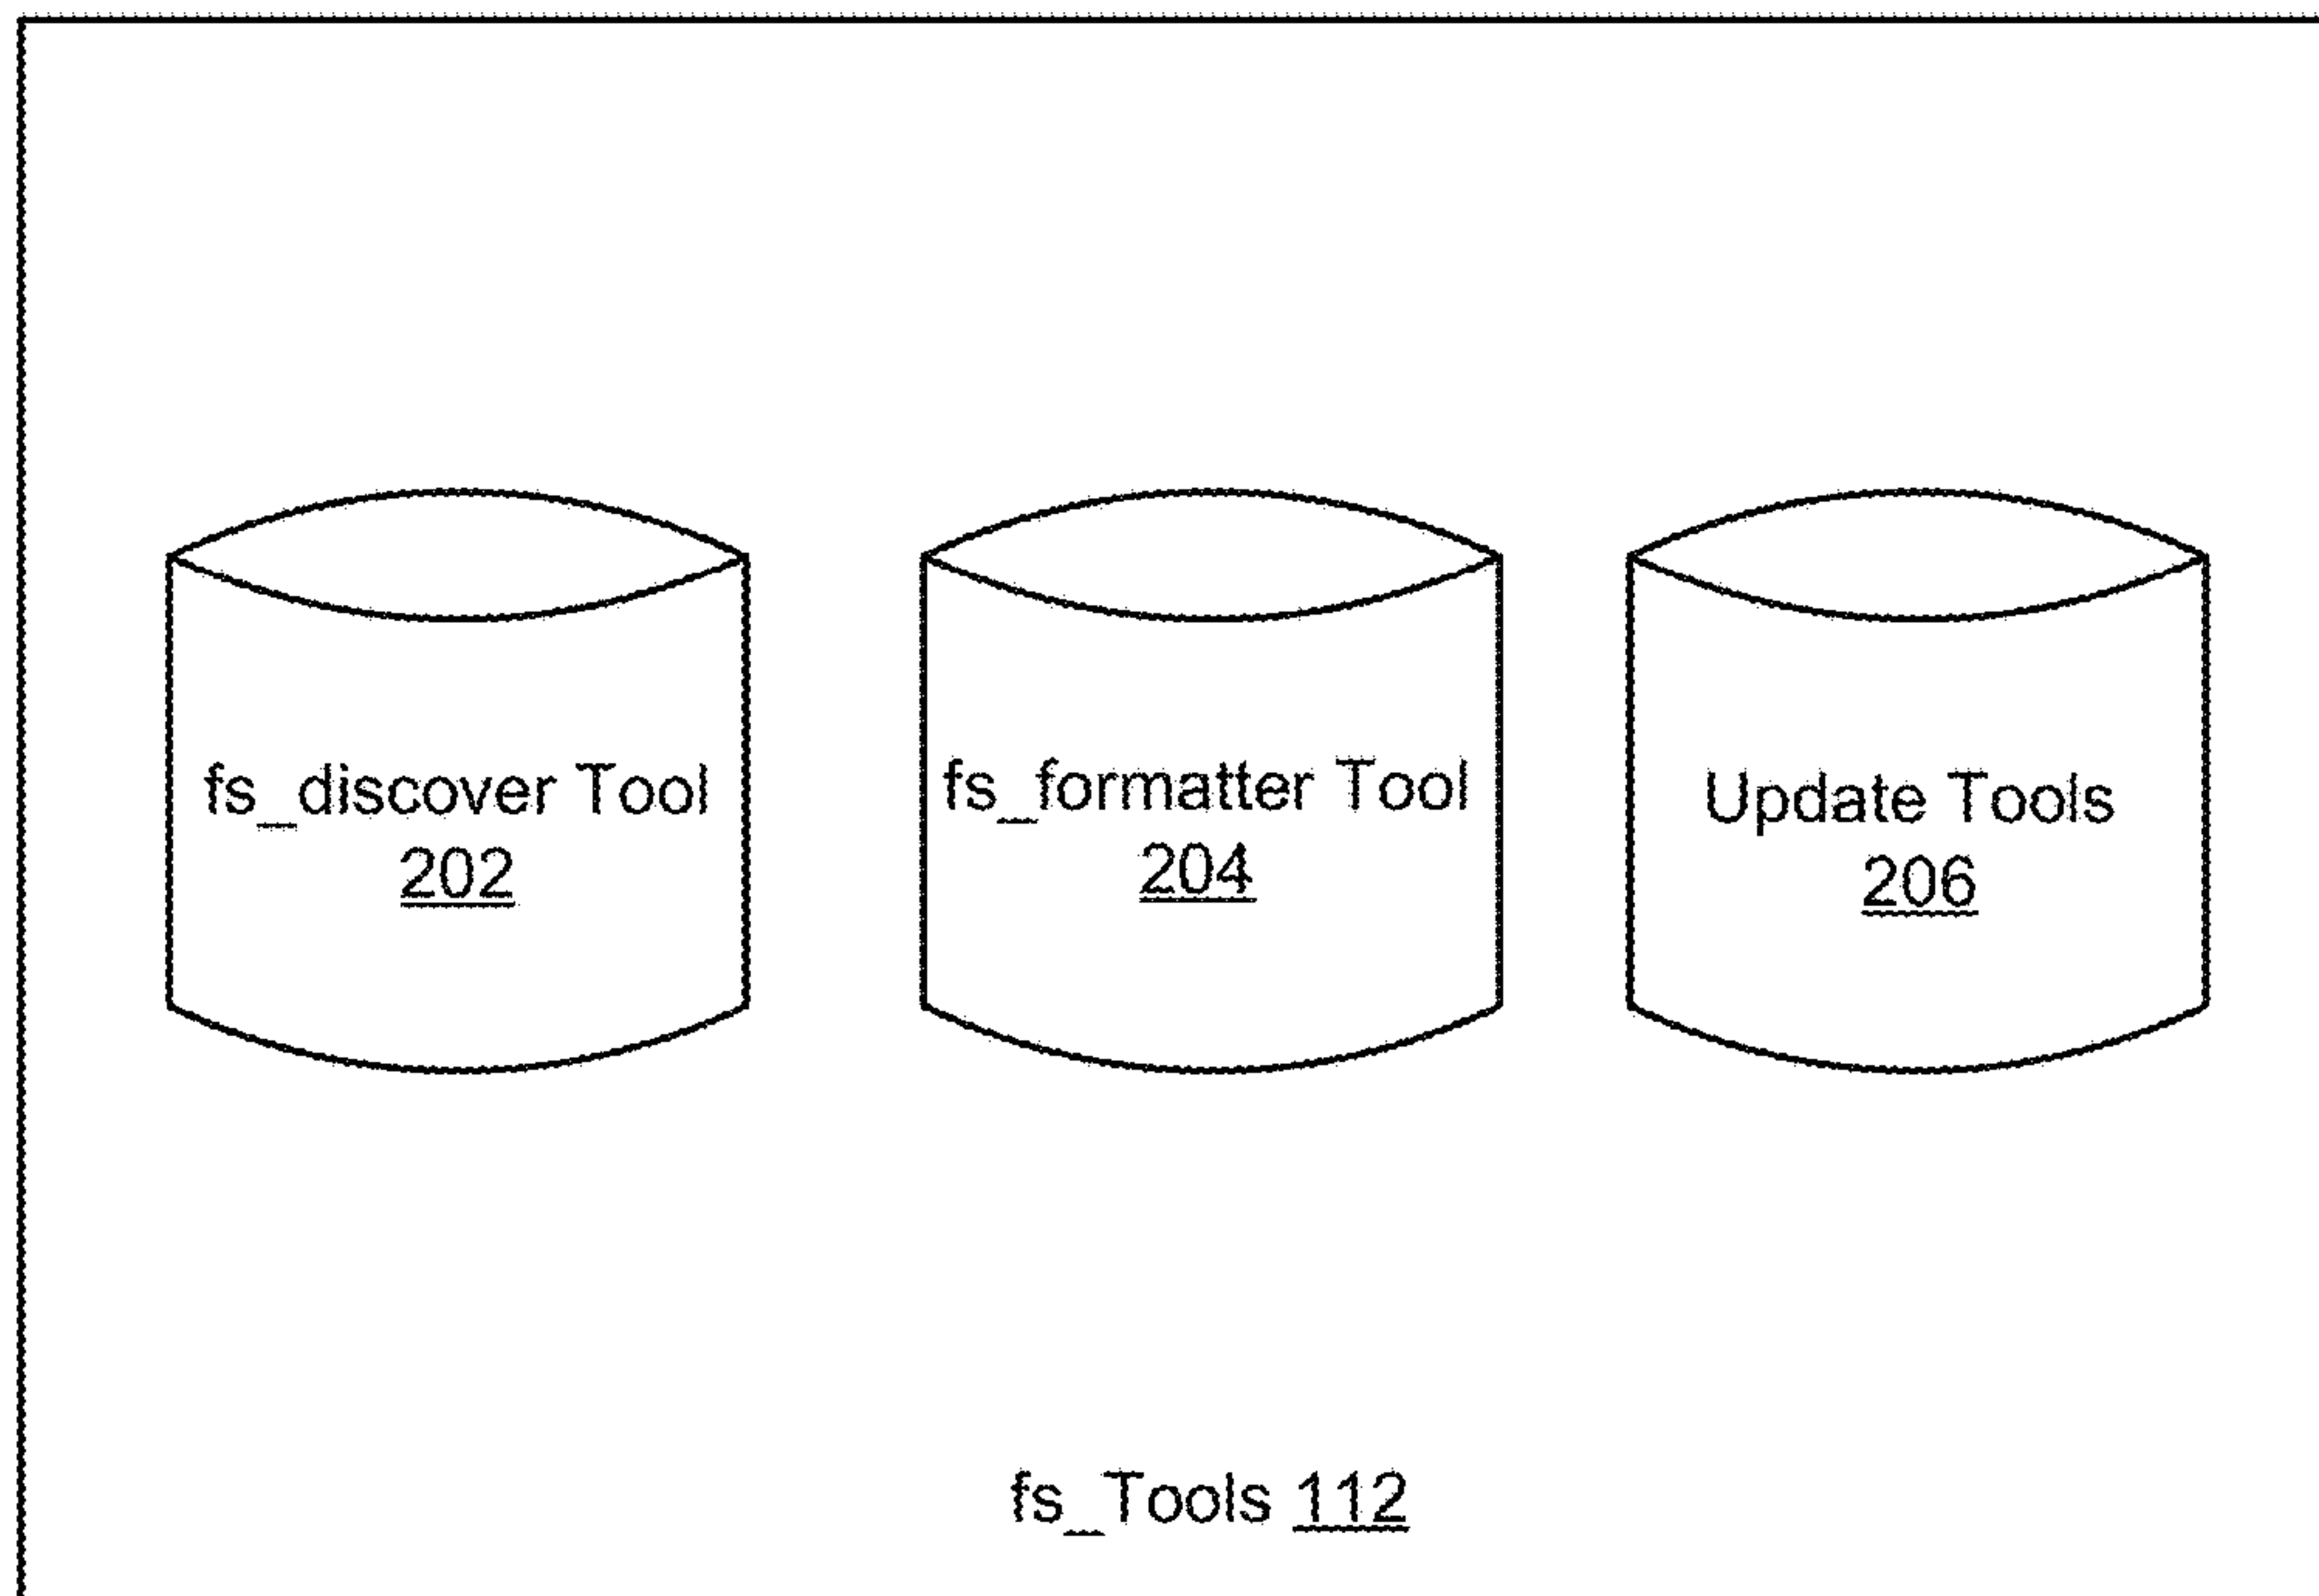 fs_discover Tool
202
fs_formatter Tool
204
Update Tools
206
fs_Tools 112